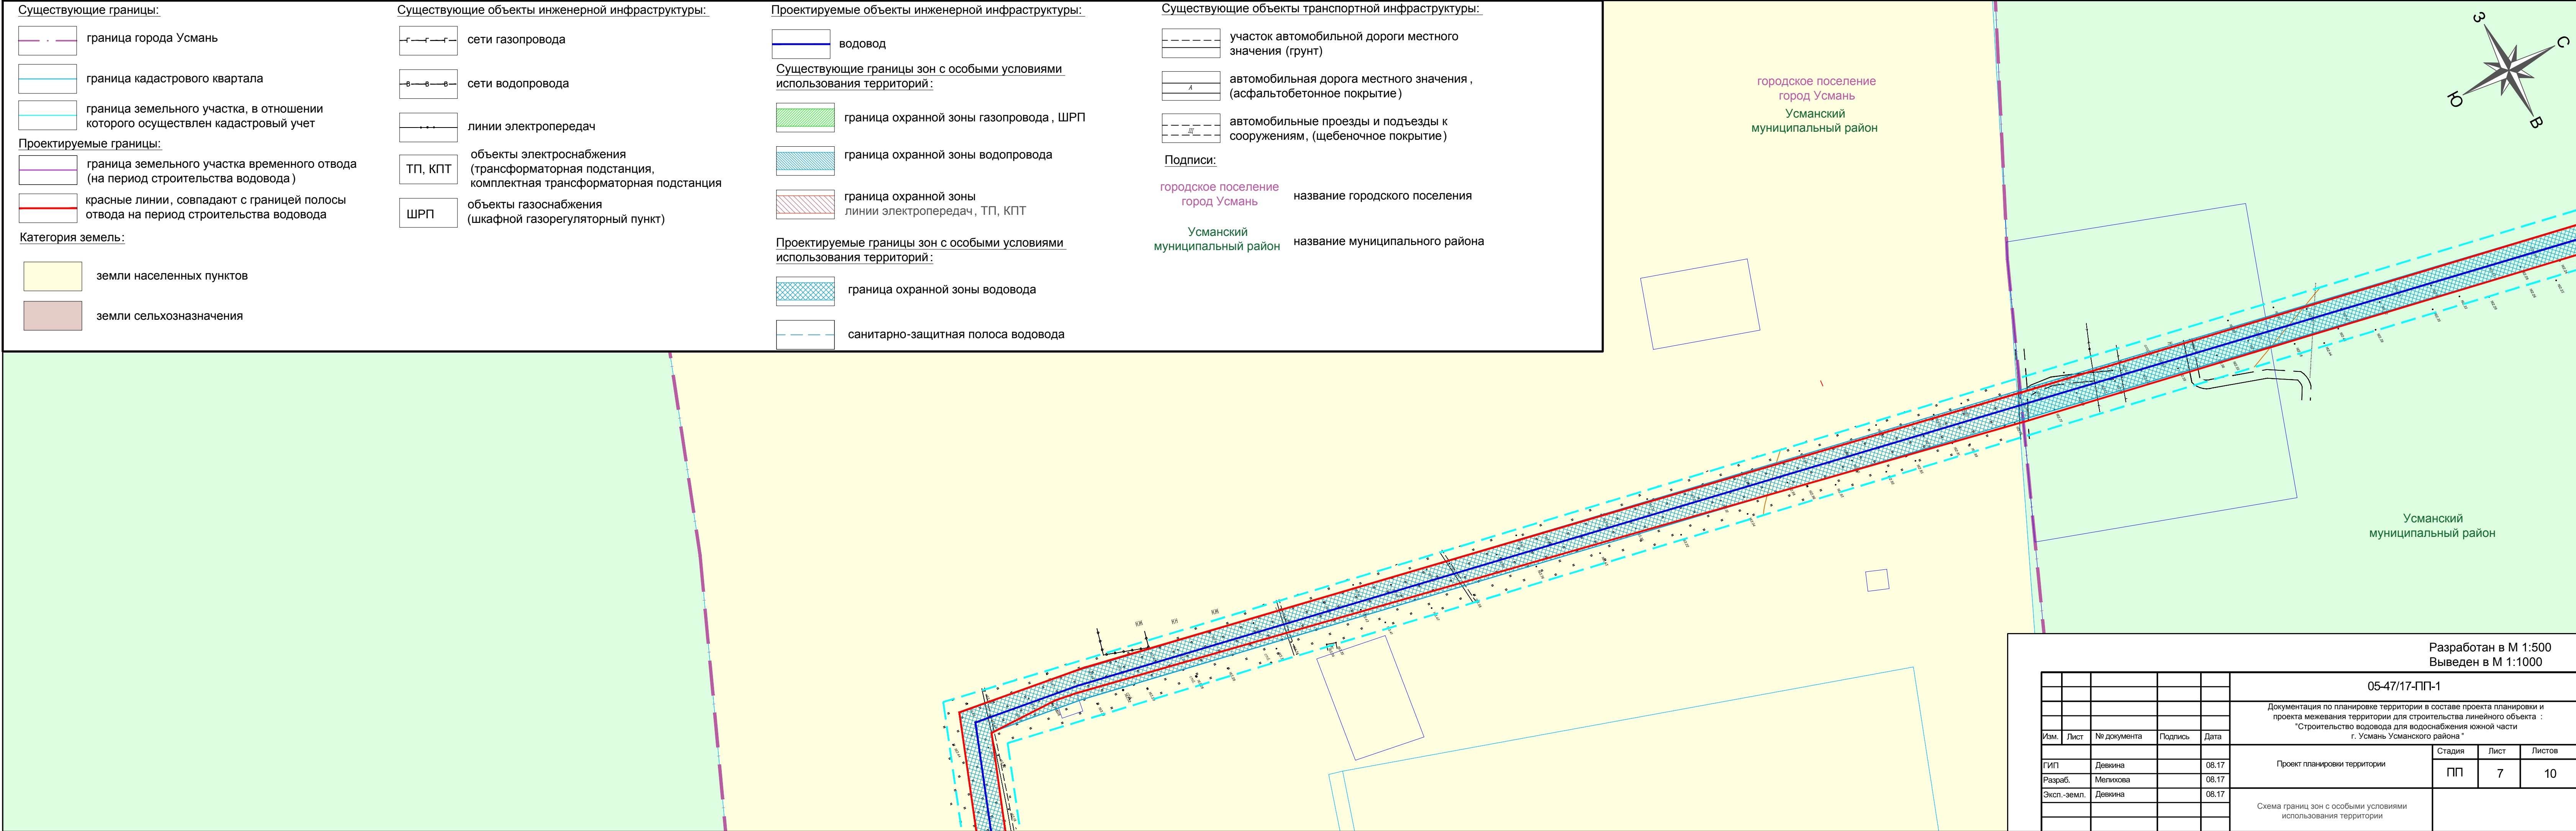 Существующие границы:
граница города Усмань
граница кадастрового квартала
граница земельного участка, в отношении
которого осуществлен кадастровый учет
Проектируемые границы:
граница земельного участка временного отвода
(на период строительства водовода)
красные линии, совпадают с границей полосы
отвода на период строительства водовода
Категория земель:
земли населенных пунктов
земли сельхозназначения
Существующие объекты инженерной инфраструктуры:
сети газопровода
сети водопровода
линии электропередач
ТП, КПТ
объекты электроснабжения
(трансформаторная подстанция,
комплектная трансформаторная подстанция
ШРП
объекты газоснабжения
(шкафной газорегуляторный пункт)
Проектируемые объекты инженерной инфраструктуры:
водовод
Существующие границы зон с особыми условиями
использования территорий:
граница охранной зоны газопровода, ШРП
граница охранной зоны водопровода
граница охранной зоны
линии электропередач, ТП, КПТ
Проектируемые границы зон с особыми условиями
использования территорий:
граница охранной зоны водовода
санитарно-защитная полоса водовода
Существующие объекты транспортной инфраструктуры:
участок автомобильной дороги местного
значения (грунт)
автомобильная дорога местного значения,
(асфальтобетонное покрытие)
автомобильные проезды и подъезды к
сооружениям, (щебеночное покрытие)
Подписи:
городское поселение
город Усмань
название городского поселения
Усманский
муниципальный район
название муниципального района
городское поселение
город Усмань
Усманский
муниципальный район
З
С
Ю
В
Усманский
муниципальный район
Разработан в М 1:500
Выведен в М 1:1000
05-47/17-ПП-1
Документация по планировке территории в составе проекта планировки и
проекта межевания территории для строительства линейного объекта :
"Строительство водовода для водоснабжения южной части
г. Усмань Усманского района"
Изм. Лист № документа Подпись Дата
ГИП Девкина 08.17
Разраб. Мелихова 08.17
Эксп.-земл. Девкина 08.17
Проект планировки территории
Стадия Лист Листов
ПП 7 10
Схема границ зон с особыми условиями
использования территории